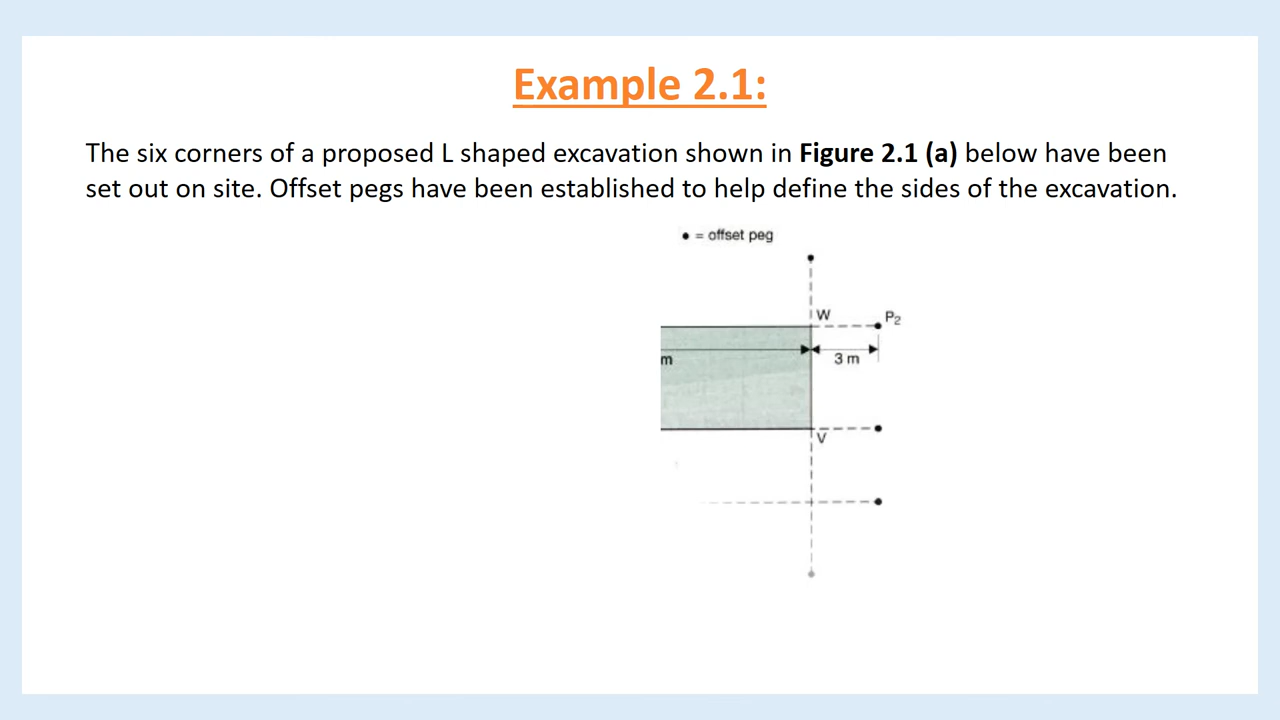 Example 2.1:
The six corners of a proposed L shaped excavation shown in Figure 2.1 (a) below have been
set out on site. Offset pegs have been established to help define the sides of the excavation.
• = offset peg
W
P₂
m
3 m
V